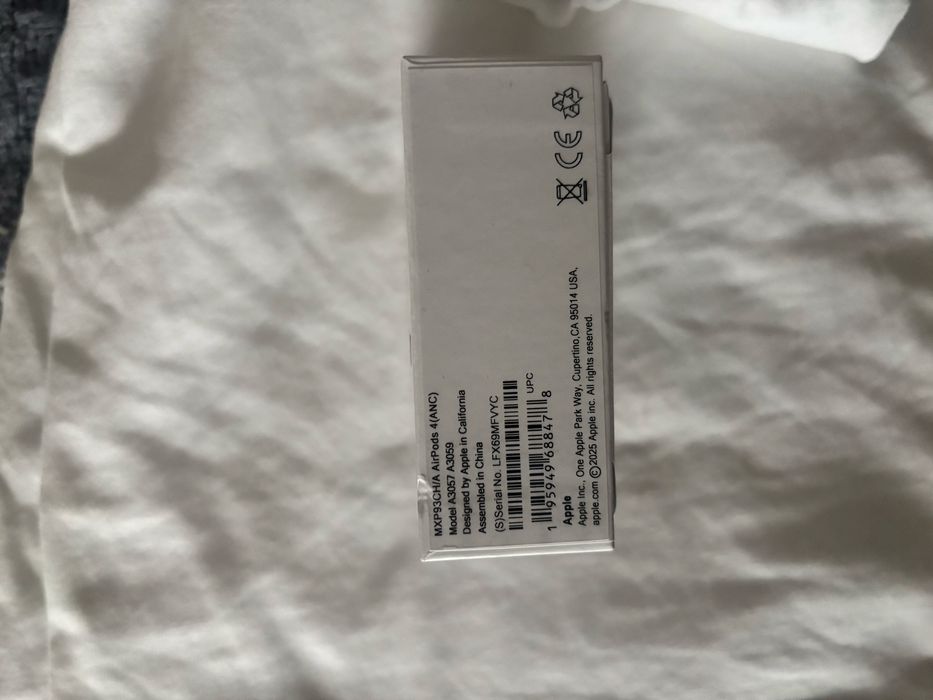 MXP93CH/A AirPods 4(ANC)
Model A3057 A3059
Designed by Apple in California
Assembled in China
(S)Serial No. LFX69MFVYC
UPC
1 95949 68847 8
Apple
Apple Inc., One Apple Park Way, Cupertino,CA 95014 USA,
apple.com ©2025 Apple inc. All rights reserved.
CE